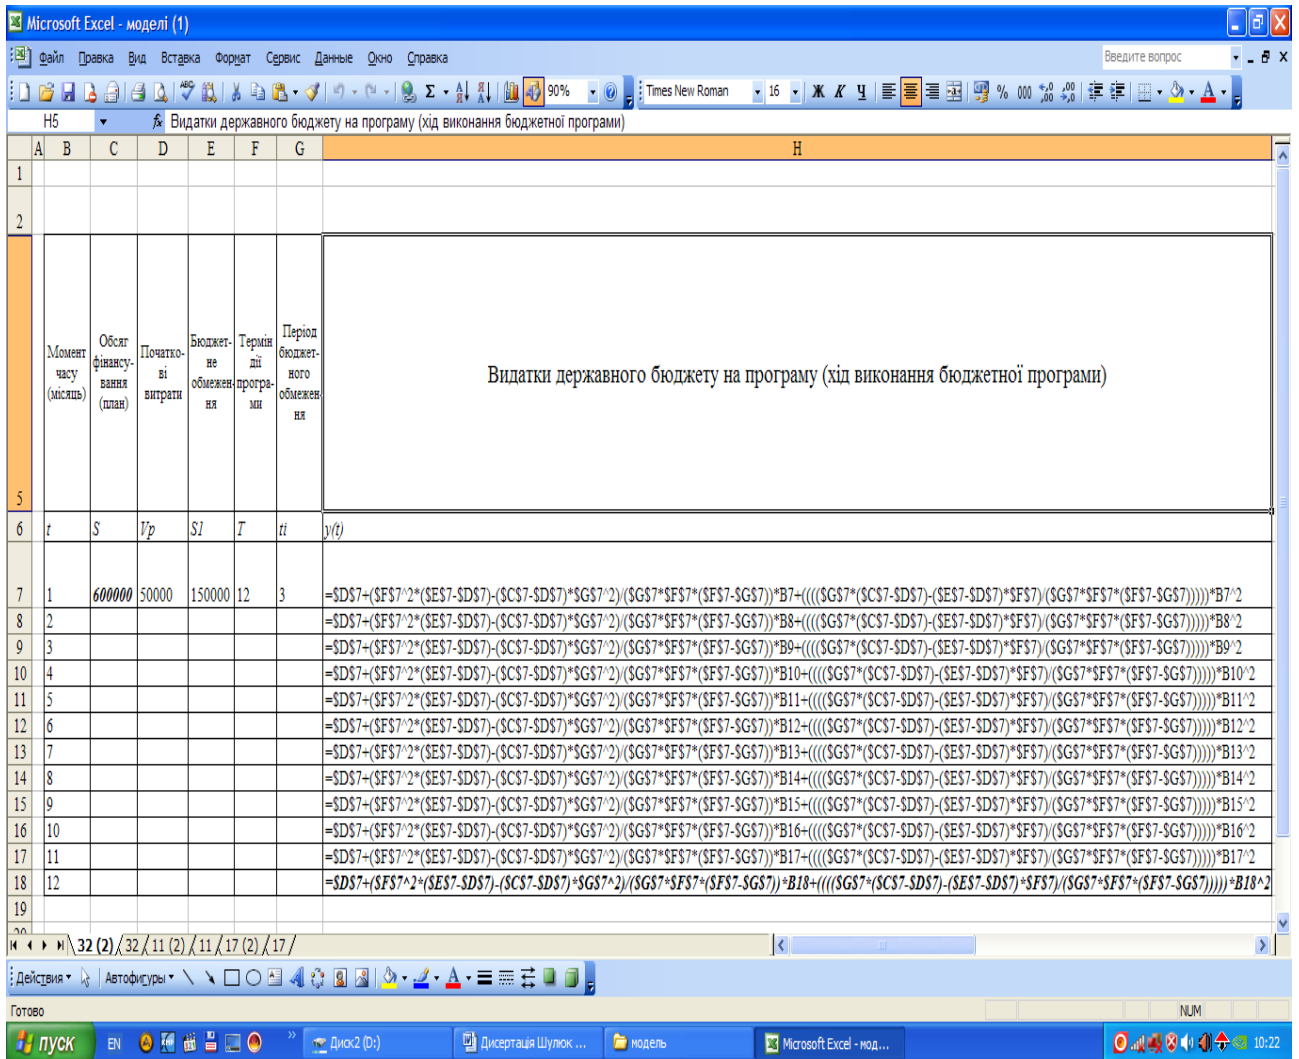 Microsoft Excel - моделі (1)
Файл Правка Вид Вставка Формат Сервис Данные Окно Справка Введите вопрос
90% Times New Roman 16 Ж К Ч % 000
H5 fx Видатки державного бюджету на програму (хід виконання бюджетної програми)
A B C D E F G H
1
2
5 Момент часу (місяць) Обсяг фінансу-вання (план) Початко-ві витрати Бюджет-не обмежен-ня Термін дії програ-ми Період бюджет-ного обмежен-ня Видатки державного бюджету на програму (хід виконання бюджетної програми)
6 t S Vp S1 T ti y(t)
7 1 600000 50000 150000 12 3 =$D$7+($F$7^2*($E$7-$D$7)-($C$7-$D$7)*$G$7^2)/($G$7*$F$7*($F$7-$G$7))*B7+(((($G$7*($C$7-$D$7)-($E$7-$D$7)*$F$7)/($G$7*$F$7*($F$7-$G$7)))))*B7^2
8 2 =$D$7+($F$7^2*($E$7-$D$7)-($C$7-$D$7)*$G$7^2)/($G$7*$F$7*($F$7-$G$7))*B8+(((($G$7*($C$7-$D$7)-($E$7-$D$7)*$F$7)/($G$7*$F$7*($F$7-$G$7)))))*B8^2
9 3 =$D$7+($F$7^2*($E$7-$D$7)-($C$7-$D$7)*$G$7^2)/($G$7*$F$7*($F$7-$G$7))*B9+(((($G$7*($C$7-$D$7)-($E$7-$D$7)*$F$7)/($G$7*$F$7*($F$7-$G$7)))))*B9^2
10 4 =$D$7+($F$7^2*($E$7-$D$7)-($C$7-$D$7)*$G$7^2)/($G$7*$F$7*($F$7-$G$7))*B10+(((($G$7*($C$7-$D$7)-($E$7-$D$7)*$F$7)/($G$7*$F$7*($F$7-$G$7)))))*B10^2
11 5 =$D$7+($F$7^2*($E$7-$D$7)-($C$7-$D$7)*$G$7^2)/($G$7*$F$7*($F$7-$G$7))*B11+(((($G$7*($C$7-$D$7)-($E$7-$D$7)*$F$7)/($G$7*$F$7*($F$7-$G$7)))))*B11^2
12 6 =$D$7+($F$7^2*($E$7-$D$7)-($C$7-$D$7)*$G$7^2)/($G$7*$F$7*($F$7-$G$7))*B12+(((($G$7*($C$7-$D$7)-($E$7-$D$7)*$F$7)/($G$7*$F$7*($F$7-$G$7)))))*B12^2
13 7 =$D$7+($F$7^2*($E$7-$D$7)-($C$7-$D$7)*$G$7^2)/($G$7*$F$7*($F$7-$G$7))*B13+(((($G$7*($C$7-$D$7)-($E$7-$D$7)*$F$7)/($G$7*$F$7*($F$7-$G$7)))))*B13^2
14 8 =$D$7+($F$7^2*($E$7-$D$7)-($C$7-$D$7)*$G$7^2)/($G$7*$F$7*($F$7-$G$7))*B14+(((($G$7*($C$7-$D$7)-($E$7-$D$7)*$F$7)/($G$7*$F$7*($F$7-$G$7)))))*B14^2
15 9 =$D$7+($F$7^2*($E$7-$D$7)-($C$7-$D$7)*$G$7^2)/($G$7*$F$7*($F$7-$G$7))*B15+(((($G$7*($C$7-$D$7)-($E$7-$D$7)*$F$7)/($G$7*$F$7*($F$7-$G$7)))))*B15^2
16 10 =$D$7+($F$7^2*($E$7-$D$7)-($C$7-$D$7)*$G$7^2)/($G$7*$F$7*($F$7-$G$7))*B16+(((($G$7*($C$7-$D$7)-($E$7-$D$7)*$F$7)/($G$7*$F$7*($F$7-$G$7)))))*B16^2
17 11 =$D$7+($F$7^2*($E$7-$D$7)-($C$7-$D$7)*$G$7^2)/($G$7*$F$7*($F$7-$G$7))*B17+(((($G$7*($C$7-$D$7)-($E$7-$D$7)*$F$7)/($G$7*$F$7*($F$7-$G$7)))))*B17^2
18 12 =$D$7+($F$7^2*($E$7-$D$7)-($C$7-$D$7)*$G$7^2)/($G$7*$F$7*($F$7-$G$7))*B18+(((($G$7*($C$7-$D$7)-($E$7-$D$7)*$F$7)/($G$7*$F$7*($F$7-$G$7)))))*B18^2
19
32 (2) 32 11 (2) 11 17 (2) 17
Действия Автофигуры
Готово NUM
пуск EN Диск2 (D:) Дисертація Шулюк ... модель Microsoft Excel - мод... 10:22